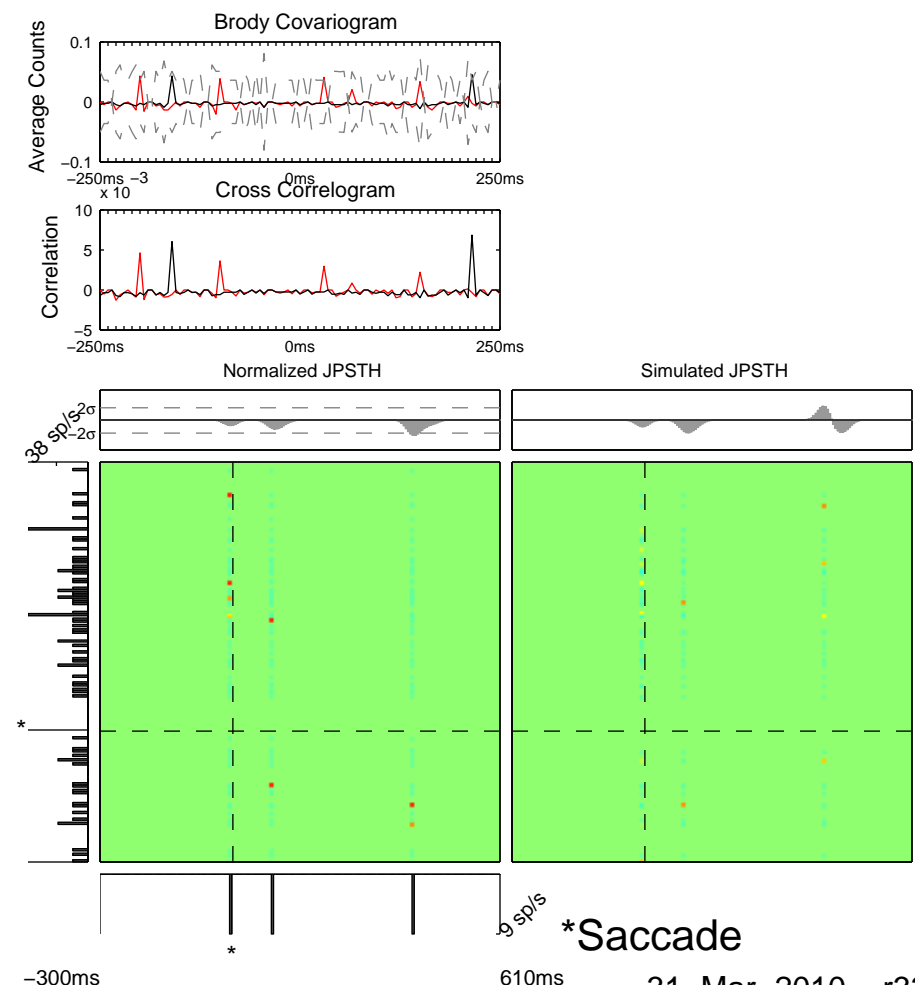 Brody Covariogram
Average Counts
0.1
0
−0.1
−250ms
0ms
250ms
x 10 −3
Cross Correlogram
Correlation
10
5
0
−5
−250ms
0ms
250ms
Normalized JPSTH
Simulated JPSTH
2σ
−2σ
38 sp/s
*
9 sp/s
*
*Saccade
−300ms
610ms